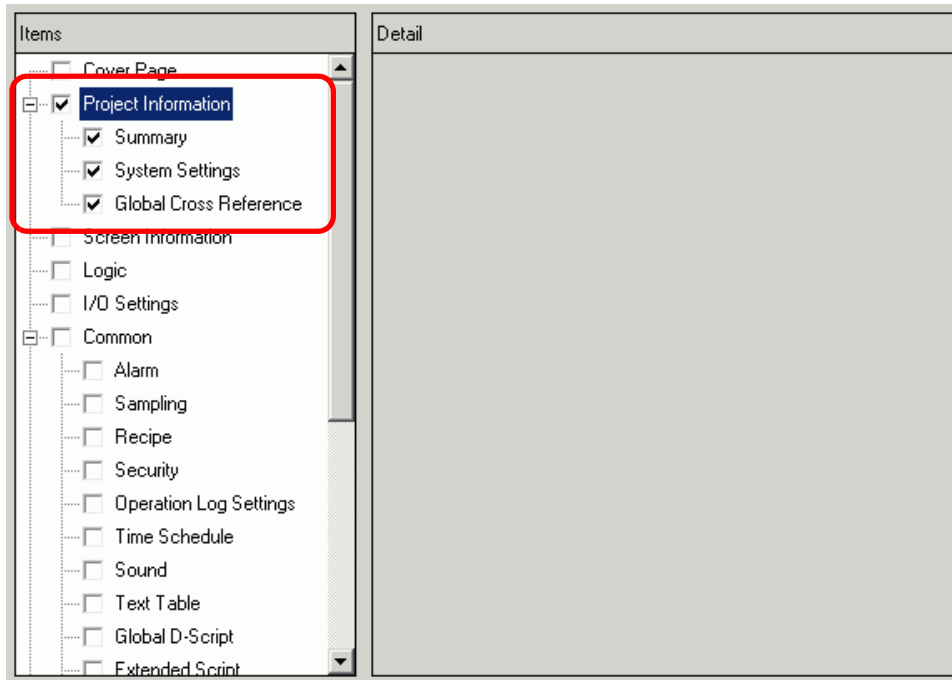 Items
Detail
Cover Page
Project Information
Summary
System Settings
Global Cross Reference
Screen Information
Logic
I/O Settings
Common
Alarm
Sampling
Recipe
Security
Operation Log Settings
Time Schedule
Sound
Text Table
Global D-Script
Extended Script